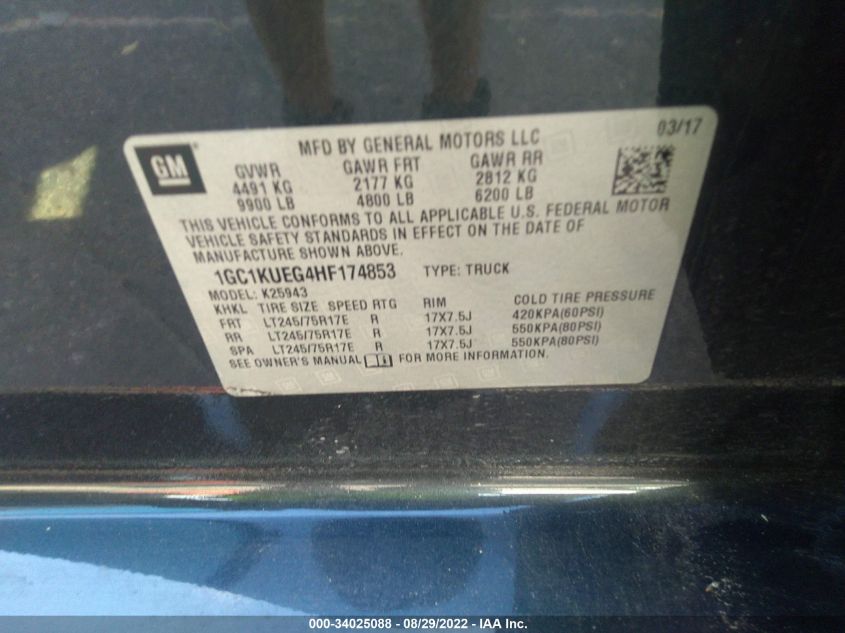 GM
MFD BY GENERAL MOTORS LLC
03/17
GVWR GAWR FRT GAWR RR
4491 KG 2177 KG 2812 KG
9900 LB 4800 LB 6200 LB
THIS VEHICLE CONFORMS TO ALL APPLICABLE U.S. FEDERAL MOTOR
VEHICLE SAFETY STANDARDS IN EFFECT ON THE DATE OF
MANUFACTURE SHOWN ABOVE.
1GC1KUEG4HF174853 TYPE: TRUCK
MODEL: K25943
KHKL TIRE SIZE SPEED RTG RIM COLD TIRE PRESSURE
FRT LT245/75R17E R 17X7.5J 420KPA(60PSI)
RR LT245/75R17E R 17X7.5J 550KPA(80PSI)
SPA LT245/75R17E R 17X7.5J 550KPA(80PSI)
SEE OWNER'S MANUAL FOR MORE INFORMATION.
000-34025088 - 08/29/2022 - IAA Inc.